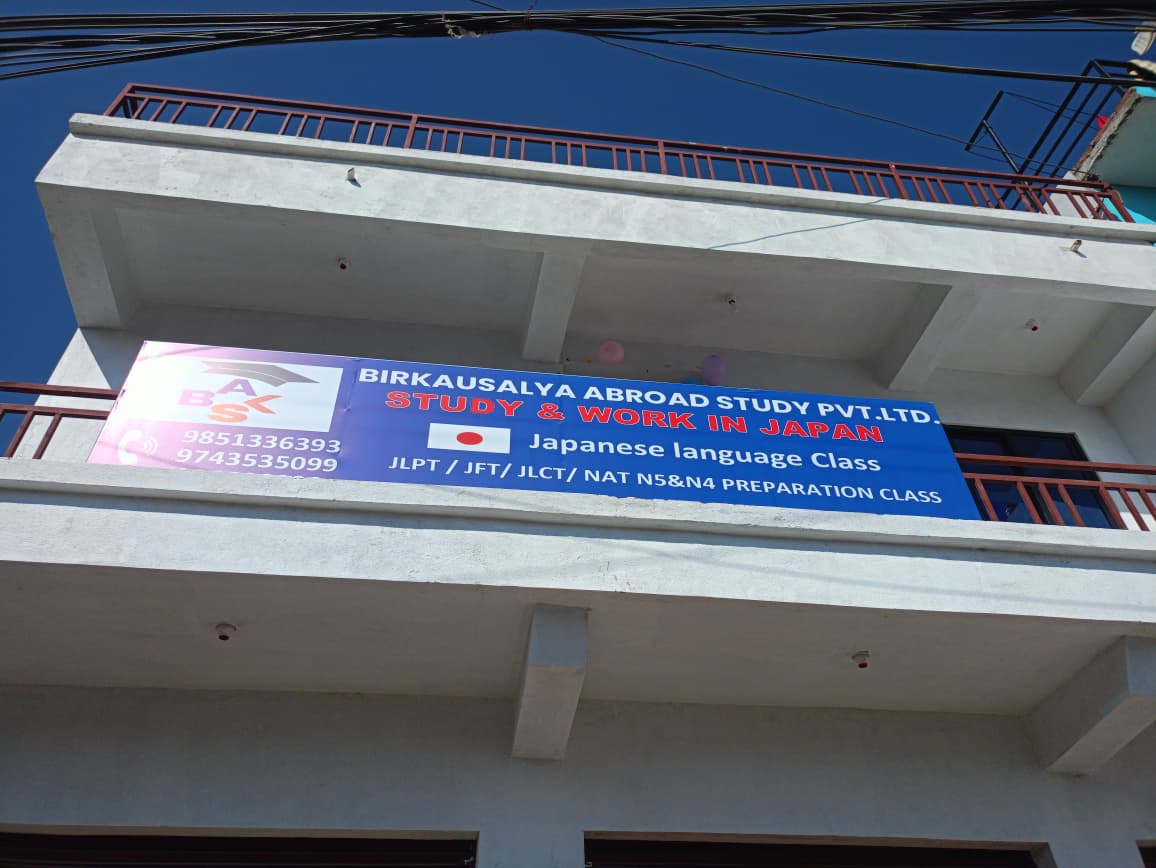 A
BSK
9851336393
9743535099
BIRKAUSALYA ABROAD STUDY PVT.LTD.
STUDY & WORK IN JAPAN
Japanese language Class
JLPT / JFT/ JLCT/ NAT N5&N4 PREPARATION CLASS